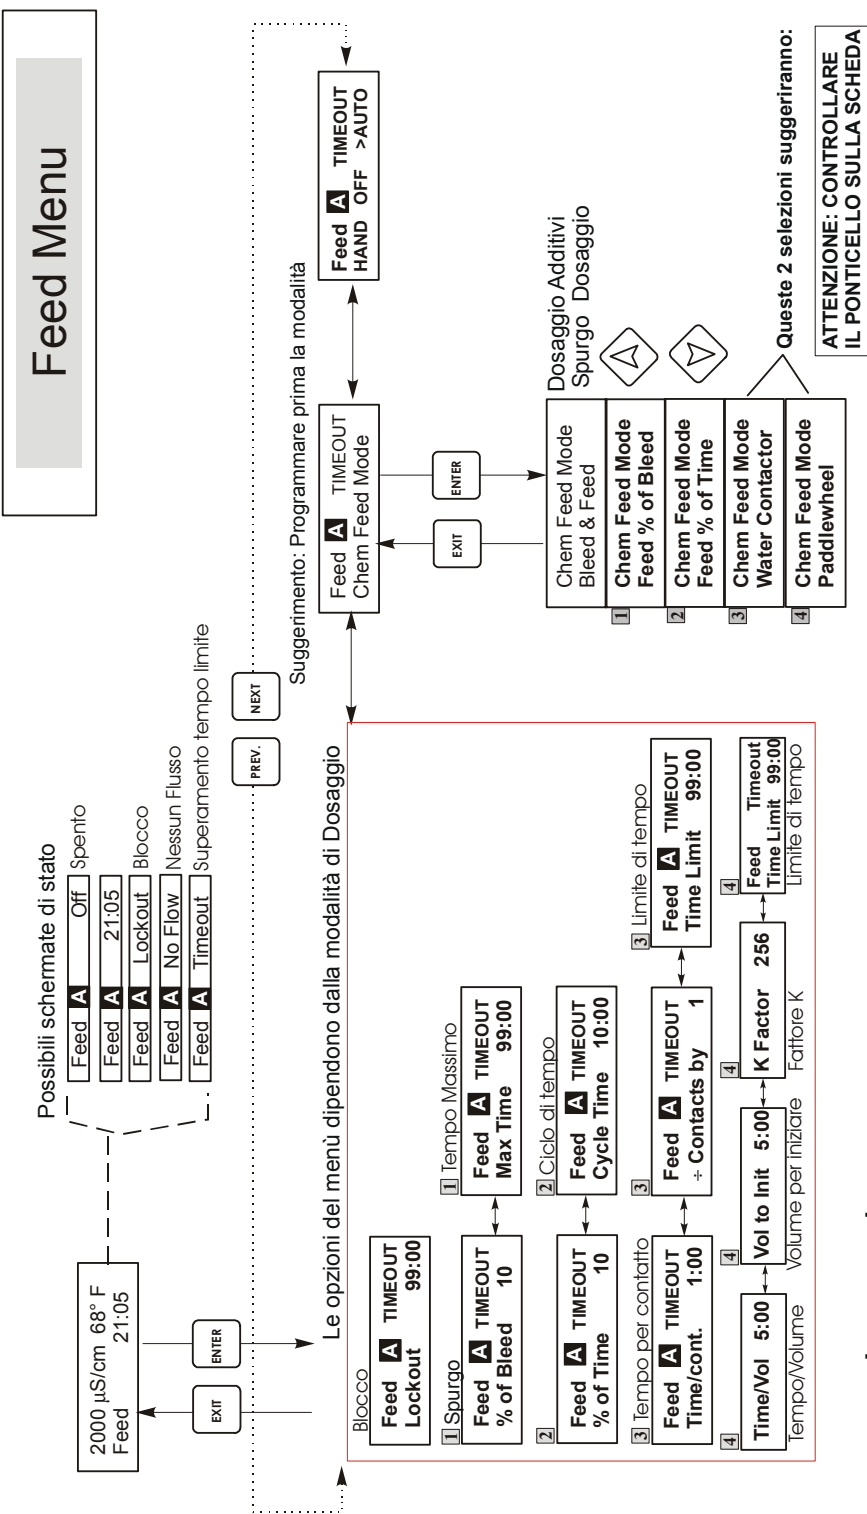 Feed Menu
2000 µS/cm 68° F
Feed 21:05
EXIT
ENTER
Possibili schermate di stato
Feed A Off
Spento
Feed A 21:05
Feed A Lockout
Blocco
Feed A No Flow
Nessun Flusso
Feed A Timeout
Superamento tempo limite
PREV.
NEXT
Le opzioni del menù dipendono dalla modalità di Dosaggio
Suggerimento: Programmare prima la modalità
Feed A TIMEOUT
Chem Feed Mode
Feed A TIMEOUT
HAND OFF >AUTO
EXIT
ENTER
Blocco
Feed A TIMEOUT
Lockout 99:00
1 Spurgo
Feed A TIMEOUT
% of Bleed 10
1 Tempo Massimo
Feed A TIMEOUT
Max Time 99:00
2
Feed A TIMEOUT
% of Time 10
2 Ciclo di tempo
Feed A TIMEOUT
Cycle Time 10:00
3 Tempo per contatto
Feed A TIMEOUT
Time/cont. 1:00
3
Feed A TIMEOUT
÷ Contacts by 1
3 Limite di tempo
Feed A TIMEOUT
Time Limit 99:00
4
Time/Vol 5:00
Tempo/Volume
4
Vol to Init 5:00
Volume per iniziare
4
K Factor 256
Fattore K
4
Feed Timeout
Time Limit 99:00
Limite di tempo
Chem Feed Mode
Bleed & Feed
Dosaggio Additivi
Spurgo Dosaggio
1
Chem Feed Mode
Feed % of Bleed
2
Chem Feed Mode
Feed % of Time
3
Chem Feed Mode
Water Contactor
4
Chem Feed Mode
Paddlewheel
Queste 2 selezioni suggeriranno:
ATTENZIONE: CONTROLLARE
IL PONTICELLO SULLA SCHEDA